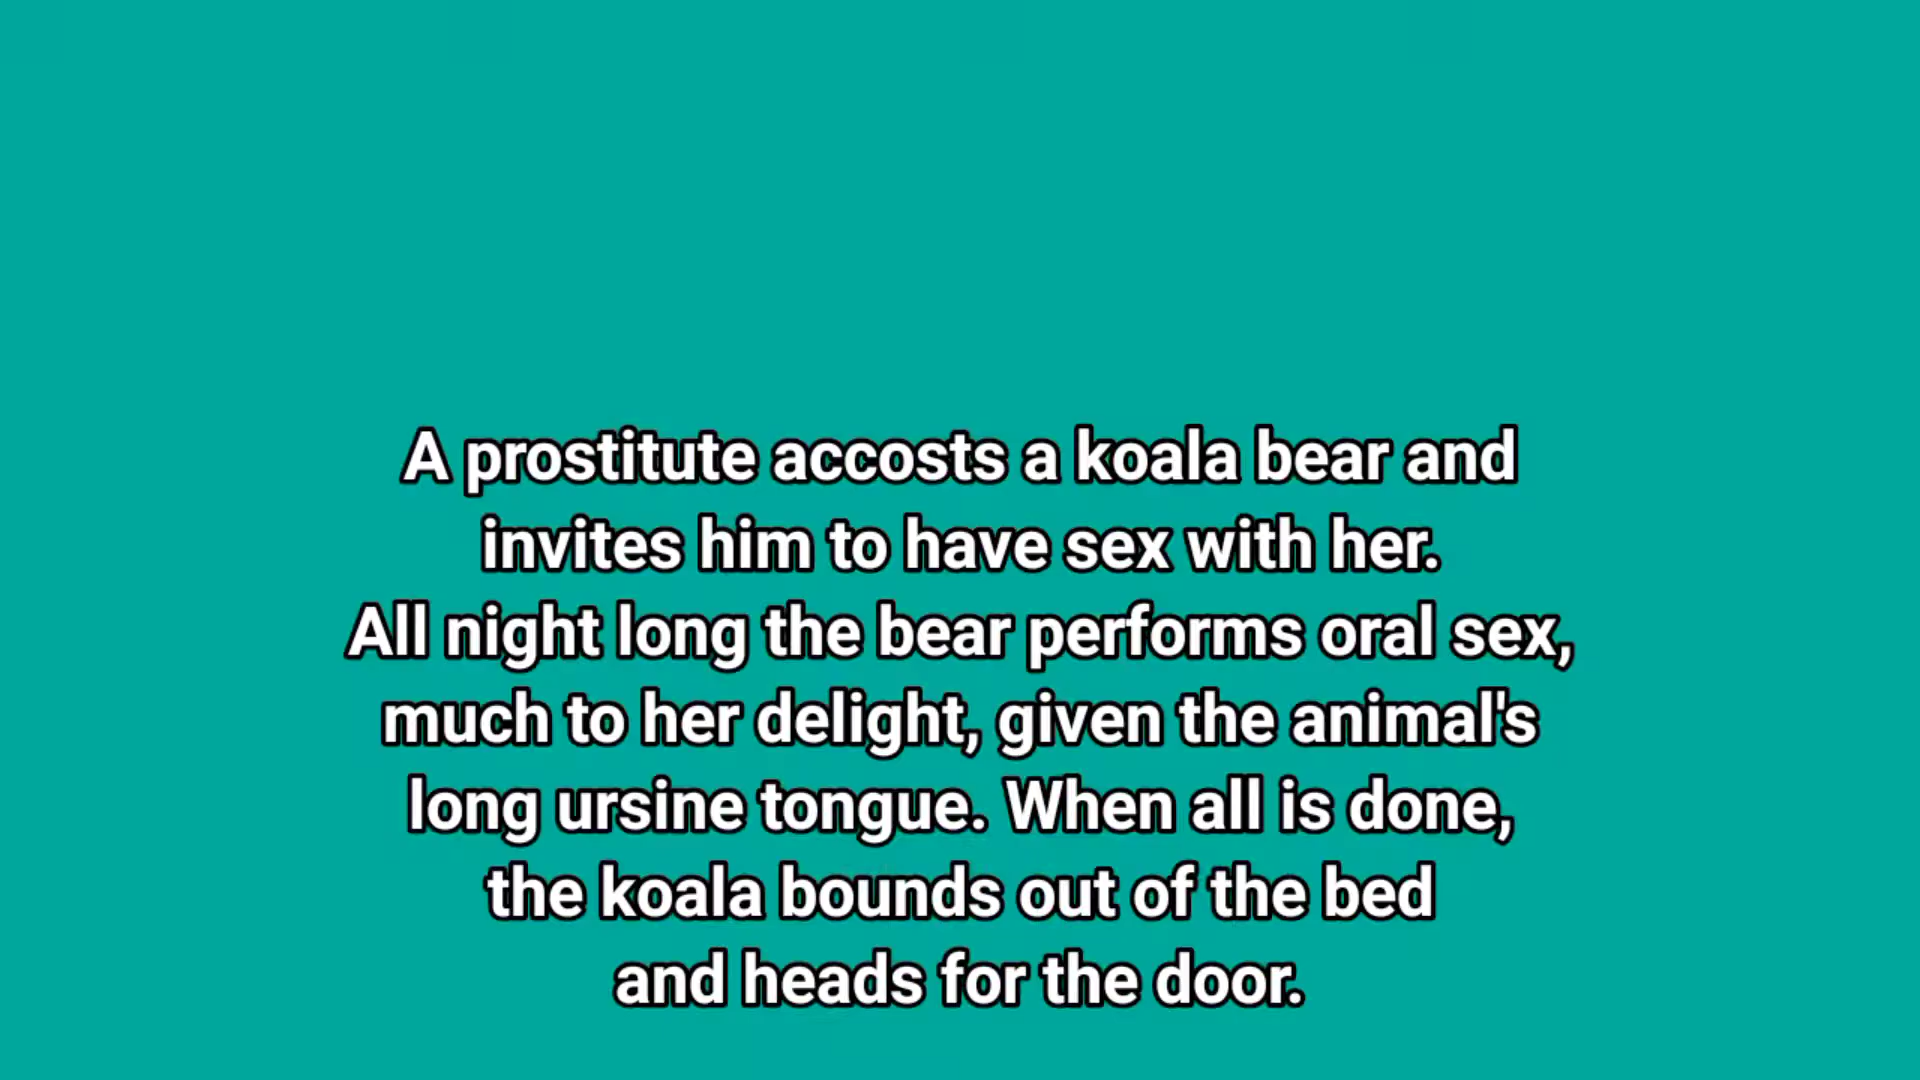 A prostitute accosts a koala bear and
invites him to have sex with her.
All night long the bear performs oral sex,
much to her delight, given the animal's
long ursine tongue. When all is done,
the koala bounds out of the bed
and heads for the door.